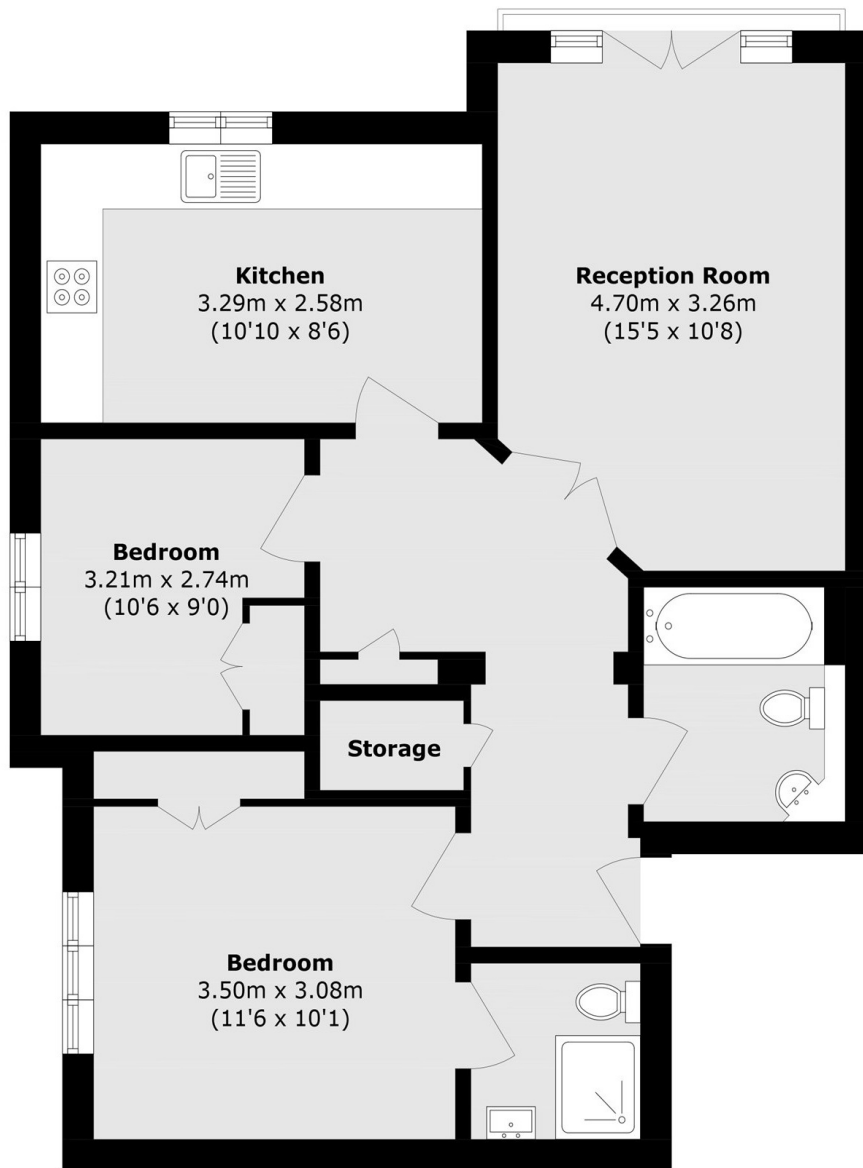 Kitchen
3.29m x 2.58m
(10'10 x 8'6)
Reception Room
4.70m x 3.26m
(15'5 x 10'8)
Bedroom
3.21m x 2.74m
(10'6 x 9'0)
Storage
Bedroom
3.50m x 3.08m
(11'6 x 10'1)